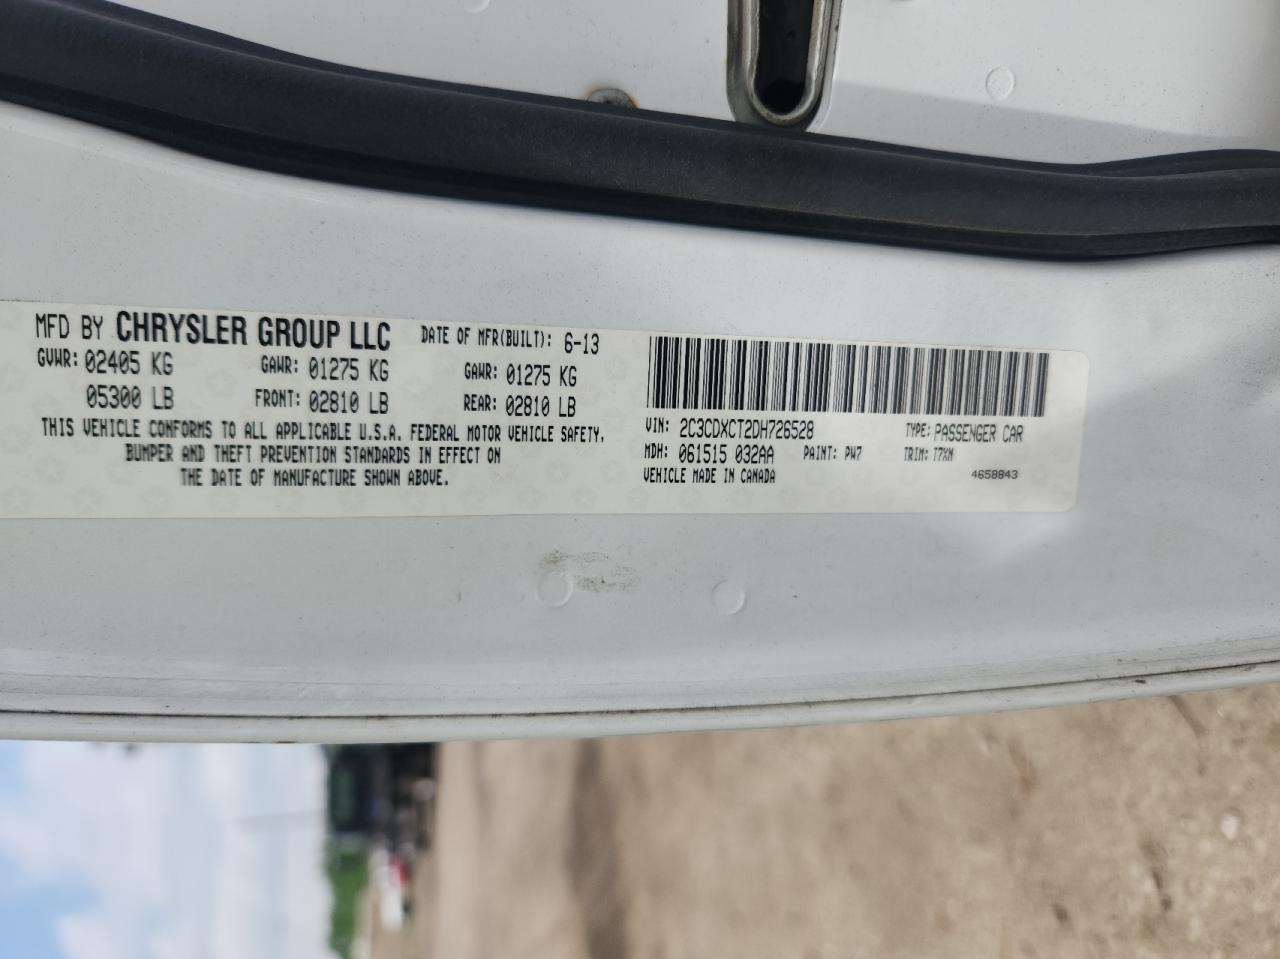 MFD BY CHRYSLER GROUP LLC DATE OF MFR(BUILT): 6-13
GVWR: 02405 KG GAWR: 01275 KG GAWR: 01275 KG
05300 LB FRONT: 02810 LB REAR: 02810 LB
THIS VEHICLE CONFORMS TO ALL APPLICABLE U.S.A. FEDERAL MOTOR VEHICLE SAFETY,
BUMPER AND THEFT PREVENTION STANDARDS IN EFFECT ON
THE DATE OF MANUFACTURE SHOWN ABOVE.
VIN: 2C3CDXCT2DH726528 TYPE: PASSENGER CAR
MDH: 061515 032AA PAINT: PW7 TRIM: T7XN
VEHICLE MADE IN CANADA 4658843